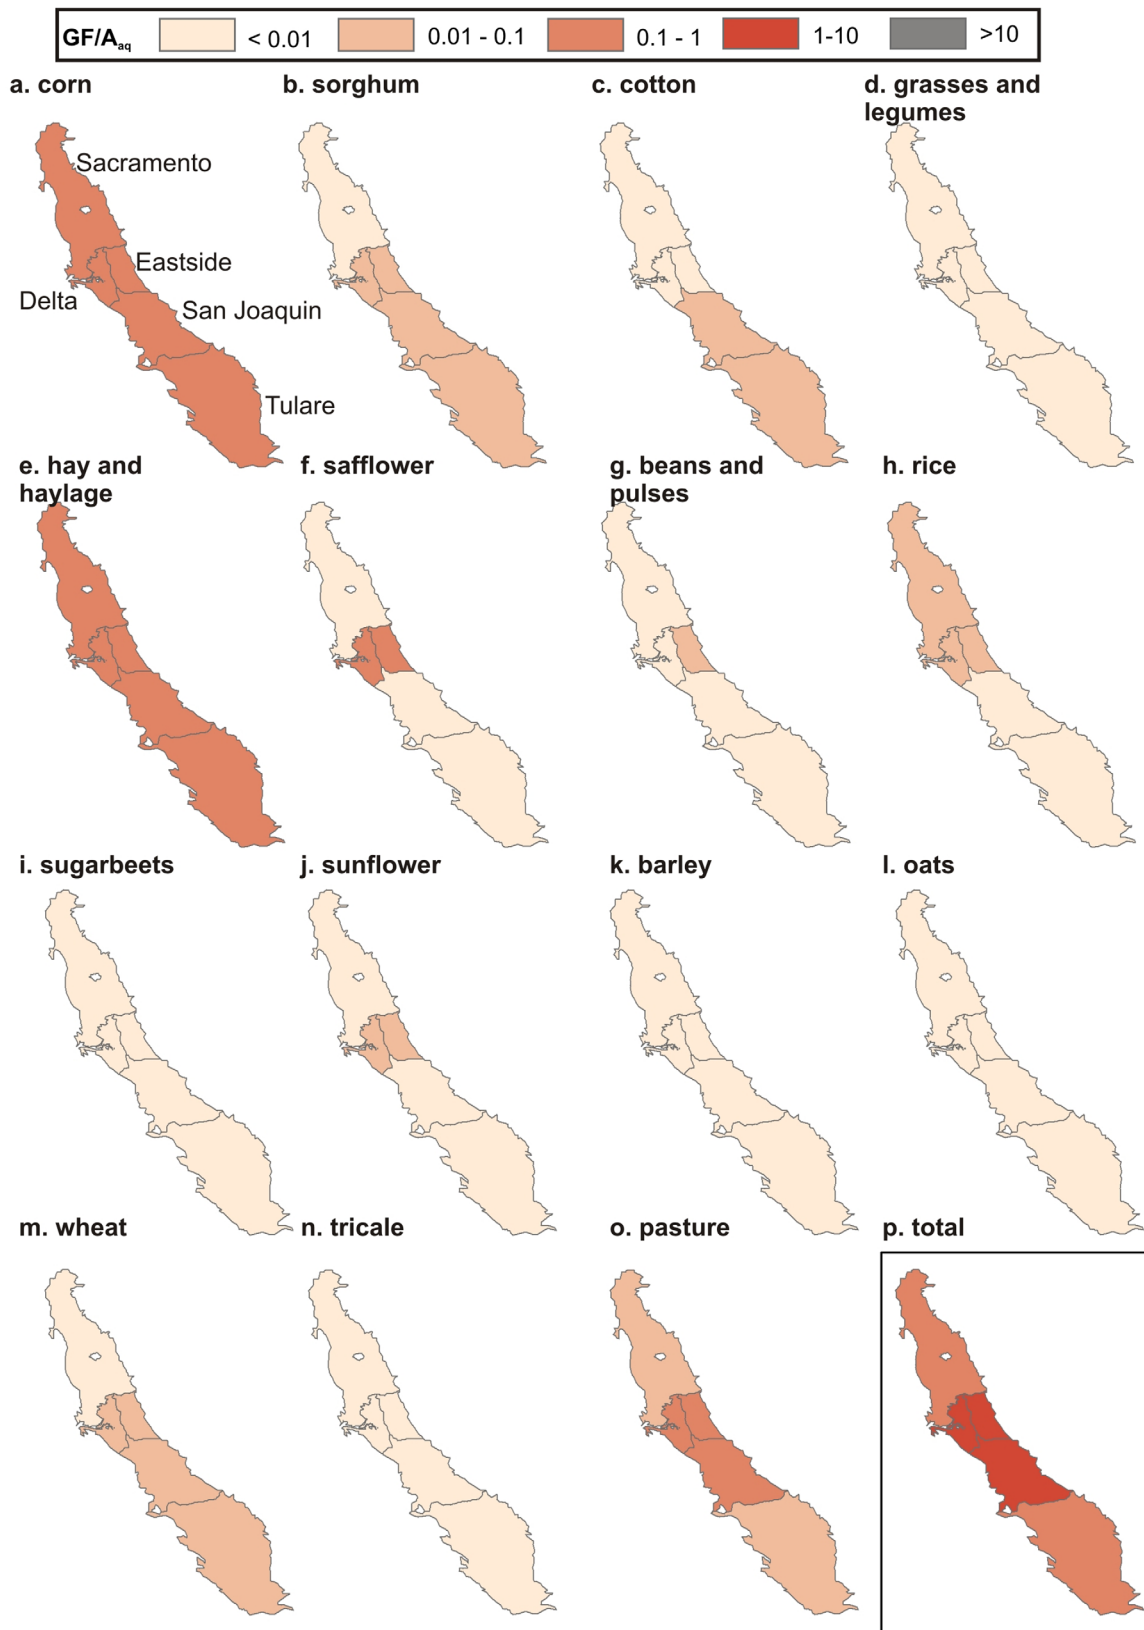 GF/Aaq < 0.01 0.01 - 0.1 0.1 - 1 1-10 >10
a. corn b. sorghum c. cotton d. grasses and
legumes
Sacramento
Eastside
Delta
San Joaquin
Tulare
e. hay and
haylage
f. safflower
g. beans and
pulses
h. rice
i. sugarbeets j. sunflower k. barley l. oats
m. wheat n. tricale o. pasture p. total